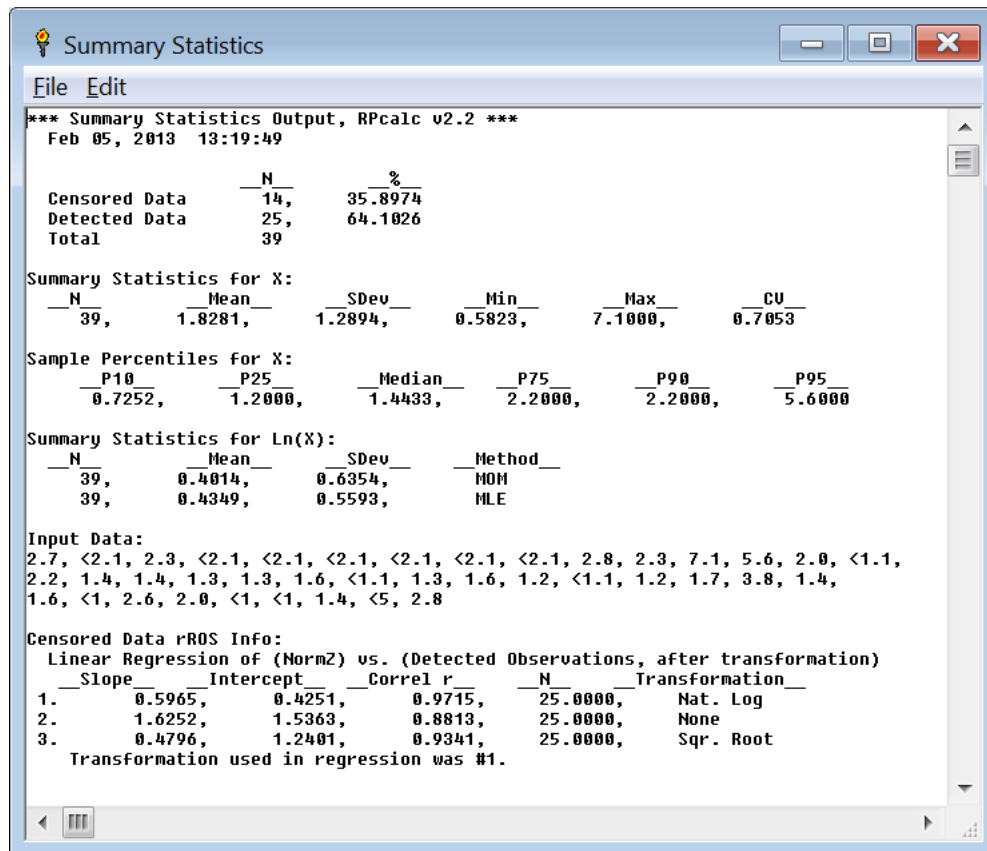 Summary Statistics
File Edit
*** Summary Statistics Output, RPcalc v2.2 ***
Feb 05, 2013 13:19:49
__N__ __%__
Censored Data 14, 35.8974
Detected Data 25, 64.1026
Total 39
Summary Statistics for X:
__N__ __Mean__ __SDev__ __Min__ __Max__ __CV__
39, 1.8281, 1.2894, 0.5823, 7.1000, 0.7053
Sample Percentiles for X:
__P10__ __P25__ __Median__ __P75__ __P90__ __P95__
0.7252, 1.2000, 1.4433, 2.2000, 2.2000, 5.6000
Summary Statistics for Ln(X):
__N__ __Mean__ __SDev__ __Method__
39, 0.4014, 0.6354, MOM
39, 0.4349, 0.5593, MLE
Input Data:
2.7, <2.1, 2.3, <2.1, <2.1, <2.1, <2.1, <2.1, <2.1, 2.8, 2.3, 7.1, 5.6, 2.0, <1.1,
2.2, 1.4, 1.4, 1.3, 1.3, 1.6, <1.1, 1.3, 1.6, 1.2, <1.1, 1.2, 1.7, 3.8, 1.4,
1.6, <1, 2.6, 2.0, <1, <1, 1.4, <5, 2.8
Censored Data rROS Info:
Linear Regression of (NormZ) vs. (Detected Observations, after transformation)
__Slope__ __Intercept__ __Correl r__ __N__ __Transformation__
1. 0.5965, 0.4251, 0.9715, 25.0000, Nat. Log
2. 1.6252, 1.5363, 0.8813, 25.0000, None
3. 0.4796, 1.2401, 0.9341, 25.0000, Sqr. Root
Transformation used in regression was #1.